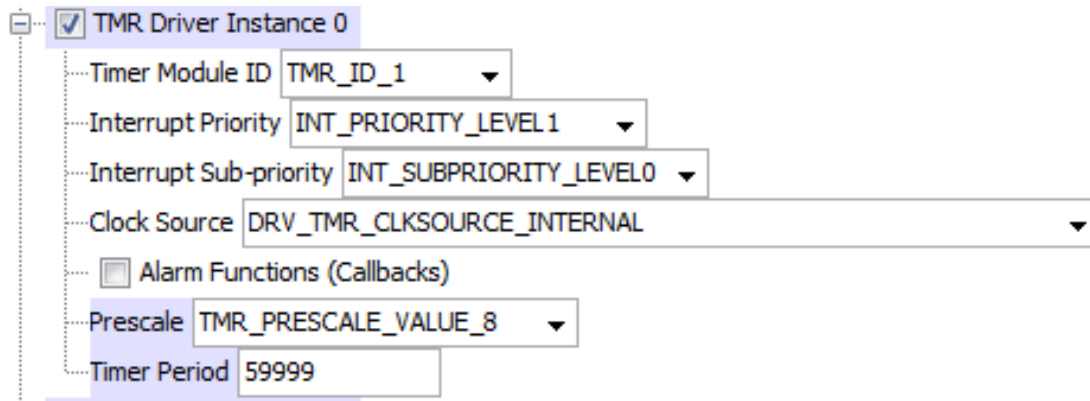 TMR Driver Instance 0
Timer Module ID TMR_ID_1
Interrupt Priority INT_PRIORITY_LEVEL1
Interrupt Sub-priority INT_SUBPRIORITY_LEVEL0
Clock Source DRV_TMR_CLKSOURCE_INTERNAL
Alarm Functions (Callbacks)
Prescale TMR_PRESCALE_VALUE_8
Timer Period 59999